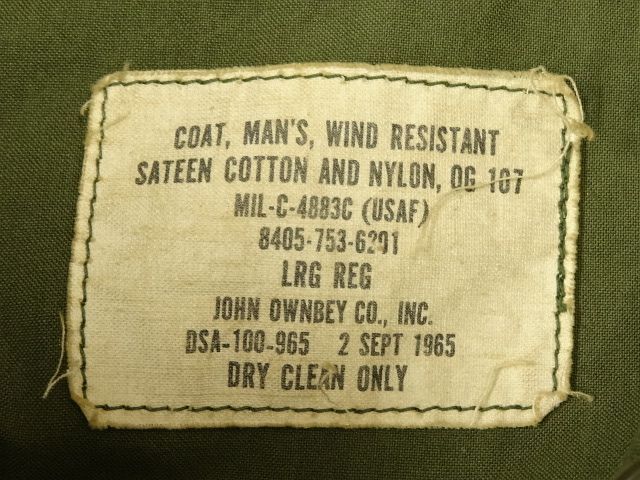 COAT, MAN'S, WIND RESISTANT
SATEEN COTTON AND NYLON, OG 107
MIL-C-4883C (USAF)
8405-753-6291
LRG REG
JOHN OWNBEY CO., INC.
DSA-100-965 2 SEPT 1965
DRY CLEAN ONLY